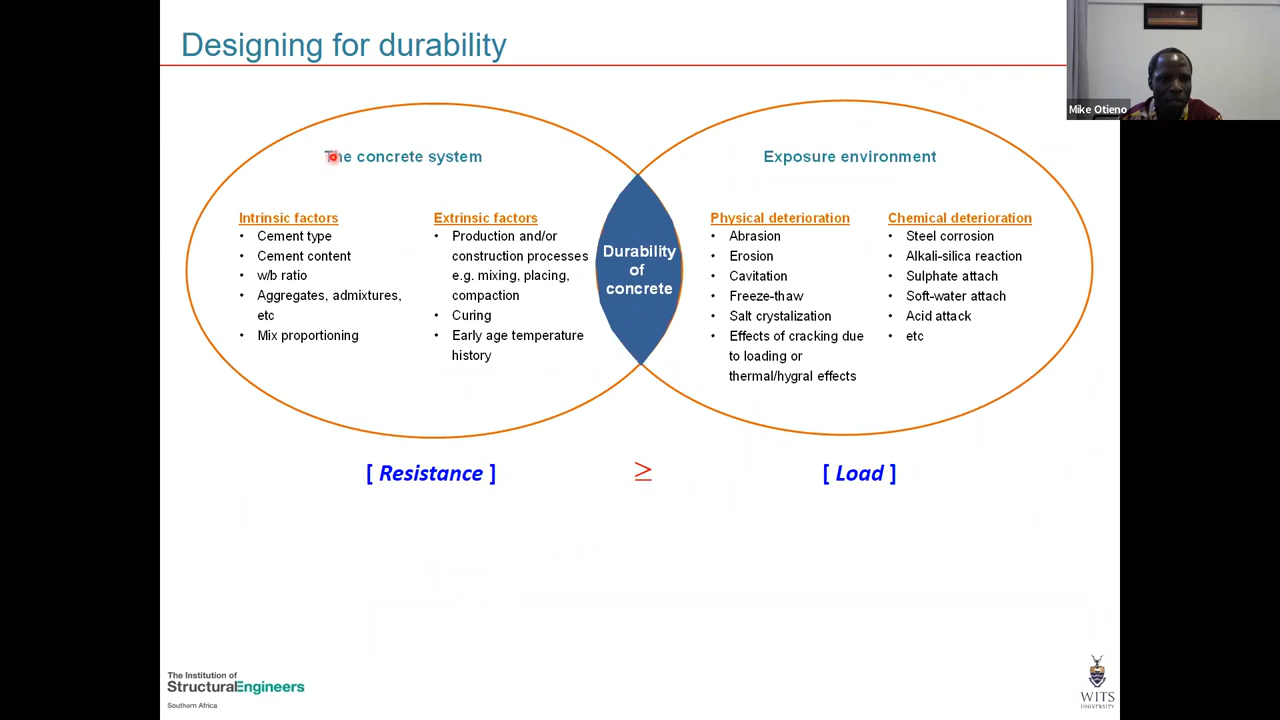 Designing for durability
Mike Otieno
The concrete system
Intrinsic factors
• Cement type
• Cement content
• w/b ratio
• Aggregates, admixtures,
etc
• Mix proportioning
Extrinsic factors
• Production and/or
construction processes
e.g. mixing, placing,
compaction
• Curing
• Early age temperature
history
Durability
of
concrete
Exposure environment
Physical deterioration
• Abrasion
• Erosion
• Cavitation
• Freeze-thaw
• Salt crystalization
• Effects of cracking due
to loading or
thermal/hygral effects
Chemical deterioration
• Steel corrosion
• Alkali-silica reaction
• Sulphate attach
• Soft-water attach
• Acid attack
• etc
[ Resistance ]
≥
[ Load ]
The Institution of
StructuralEngineers
Southern Africa
WITS
UNIVERSITY